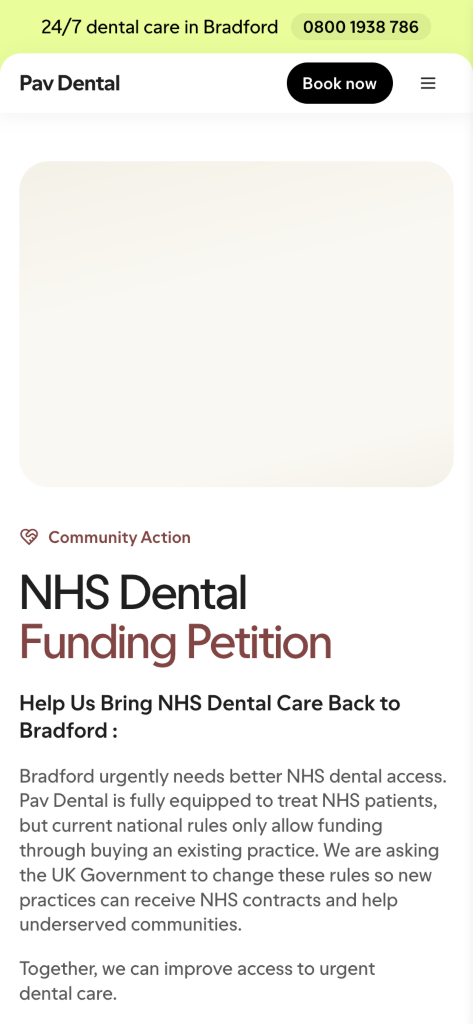 24/7 dental care in Bradford 0800 1938 786
Pav Dental Book now
Community Action
NHS Dental
Funding Petition
Help Us Bring NHS Dental Care Back to
Bradford :
Bradford urgently needs better NHS dental access.
Pav Dental is fully equipped to treat NHS patients,
but current national rules only allow funding
through buying an existing practice. We are asking
the UK Government to change these rules so new
practices can receive NHS contracts and help
underserved communities.
Together, we can improve access to urgent
dental care.